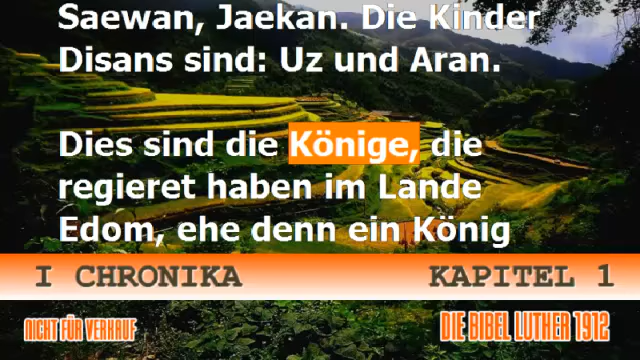 Saewan, Jaekan. Die Kinder
Disans sind: Uz und Aran.
Dies sind die Könige, die
regieret haben im Lande
Edom, ehe denn ein König
I CHRONIKA KAPITEL 1
NICHT FÜR VERKAUF DIE BIBEL LUTHER 1912